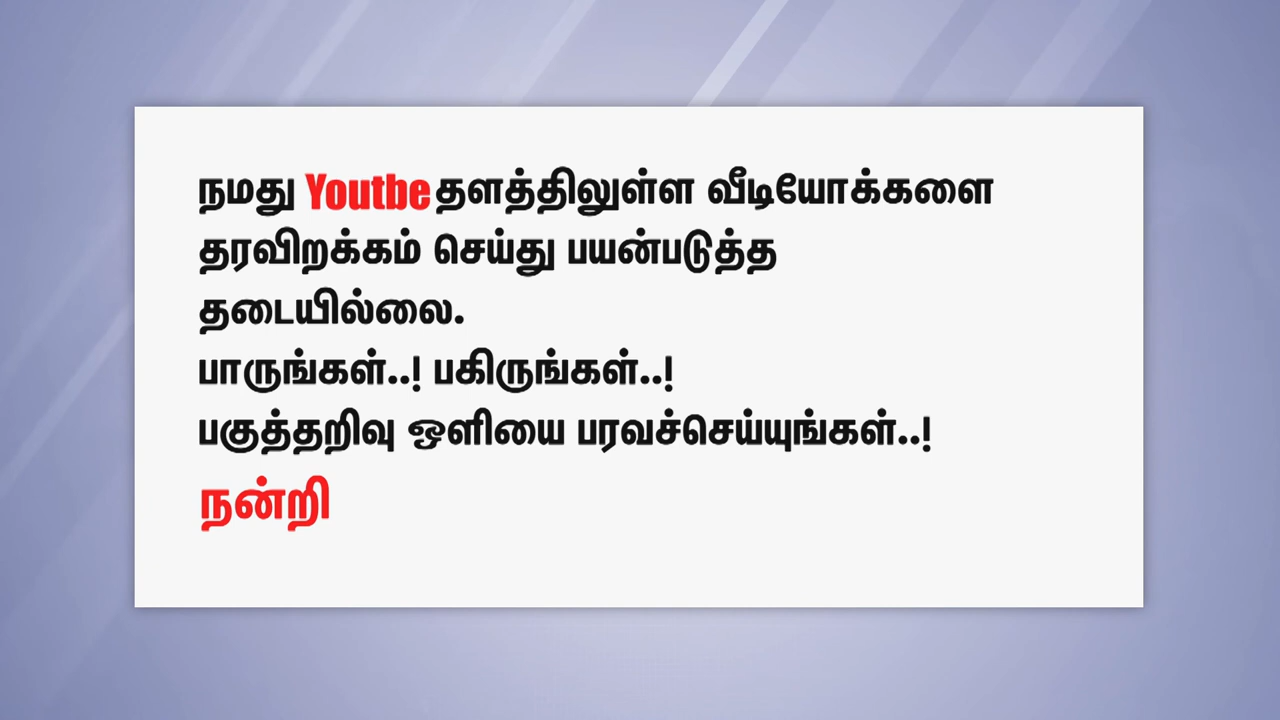 நமது Youtbe தளத்திலுள்ள வீடியோக்களை
தரவிறக்கம் செய்து பயன்படுத்த
தடையில்லை.
பாருங்கள்..! பகிருங்கள்..!
பகுத்தறிவு ஒளியை பரவச்செய்யுங்கள்..!
நன்றி